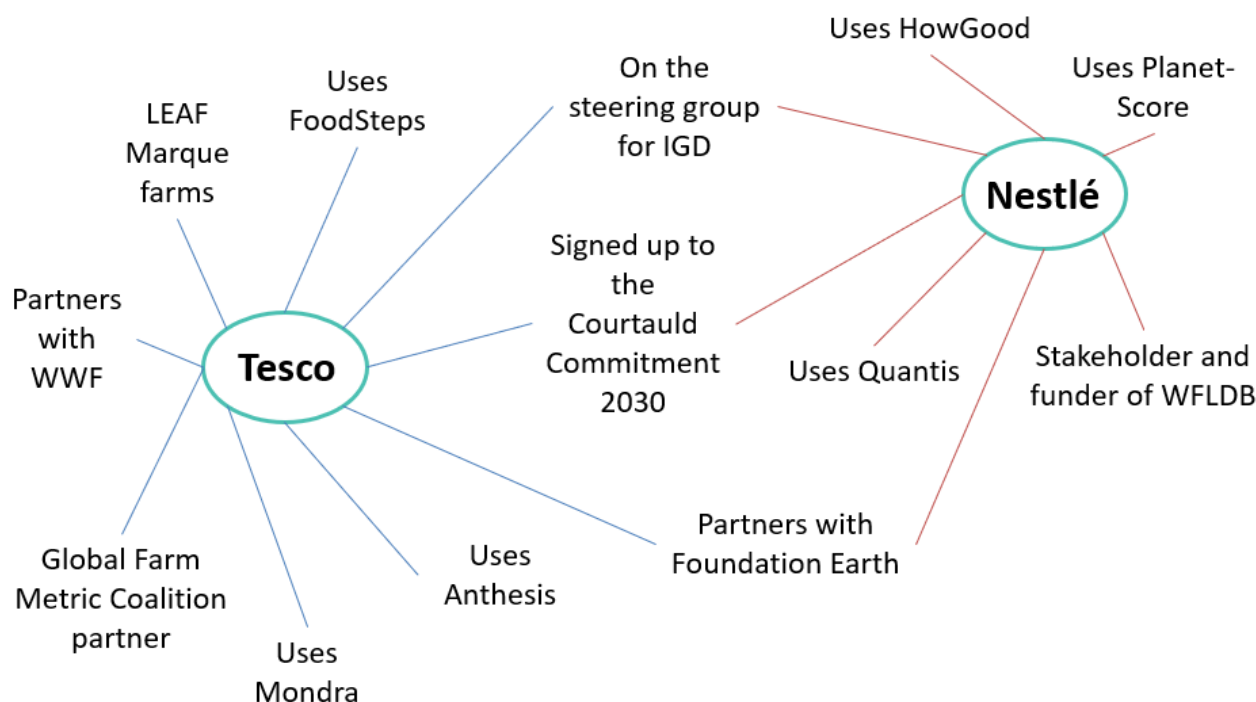 Uses HowGood
Uses Planet-
Score
On the
steering group
for IGD
Uses
FoodSteps
LEAF
Marque
farms
Nestlé
Signed up to
the
Courtauld
Commitment
2030
Partners
with
WWF
Tesco
Uses Quantis
Stakeholder and
funder of WFLDB
Partners with
Foundation Earth
Global Farm
Metric Coalition
partner
Uses
Anthesis
Uses
Mondra